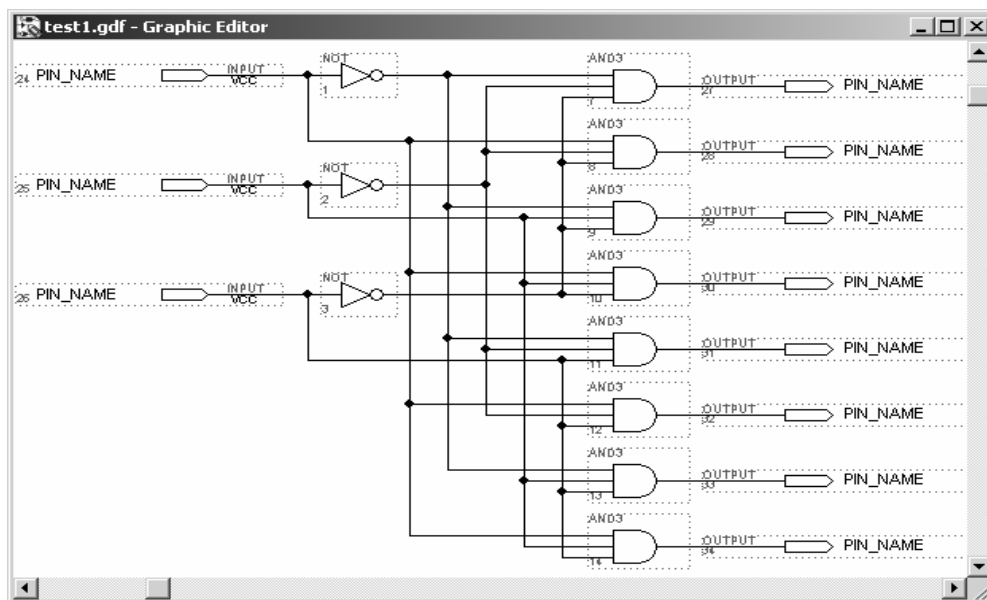 test1.gdf - Graphic Editor
24 PIN_NAME INPUT VCC
NOT
1
AND3
7
OUTPUT
27
PIN_NAME
AND3
8
OUTPUT
28
PIN_NAME
25 PIN_NAME INPUT VCC
NOT
2
AND3
9
OUTPUT
29
PIN_NAME
26 PIN_NAME INPUT VCC
NOT
3
AND3
10
OUTPUT
30
PIN_NAME
AND3
11
OUTPUT
31
PIN_NAME
AND3
12
OUTPUT
32
PIN_NAME
AND3
13
OUTPUT
33
PIN_NAME
AND3
14
OUTPUT
34
PIN_NAME